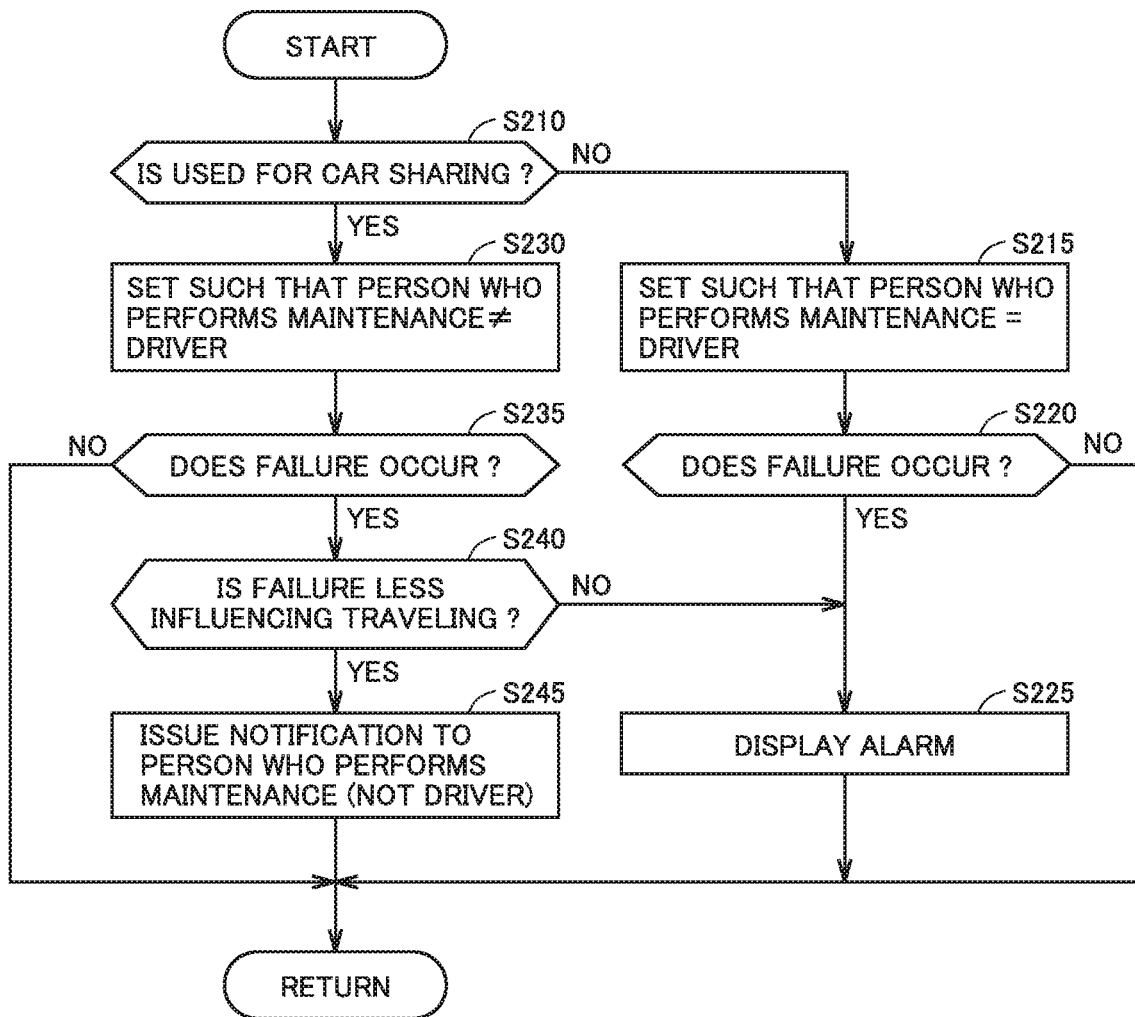 START
S210
IS USED FOR CAR SHARING ?
NO
YES
S230
SET SUCH THAT PERSON WHO
PERFORMS MAINTENANCE≠
DRIVER
S215
SET SUCH THAT PERSON WHO
PERFORMS MAINTENANCE =
DRIVER
S235
NO
DOES FAILURE OCCUR ?
YES
S220
DOES FAILURE OCCUR ?
NO
YES
S240
IS FAILURE LESS
INFLUENCING TRAVELING ?
NO
YES
S245
ISSUE NOTIFICATION TO
PERSON WHO PERFORMS
MAINTENANCE (NOT DRIVER)
S225
DISPLAY ALARM
RETURN